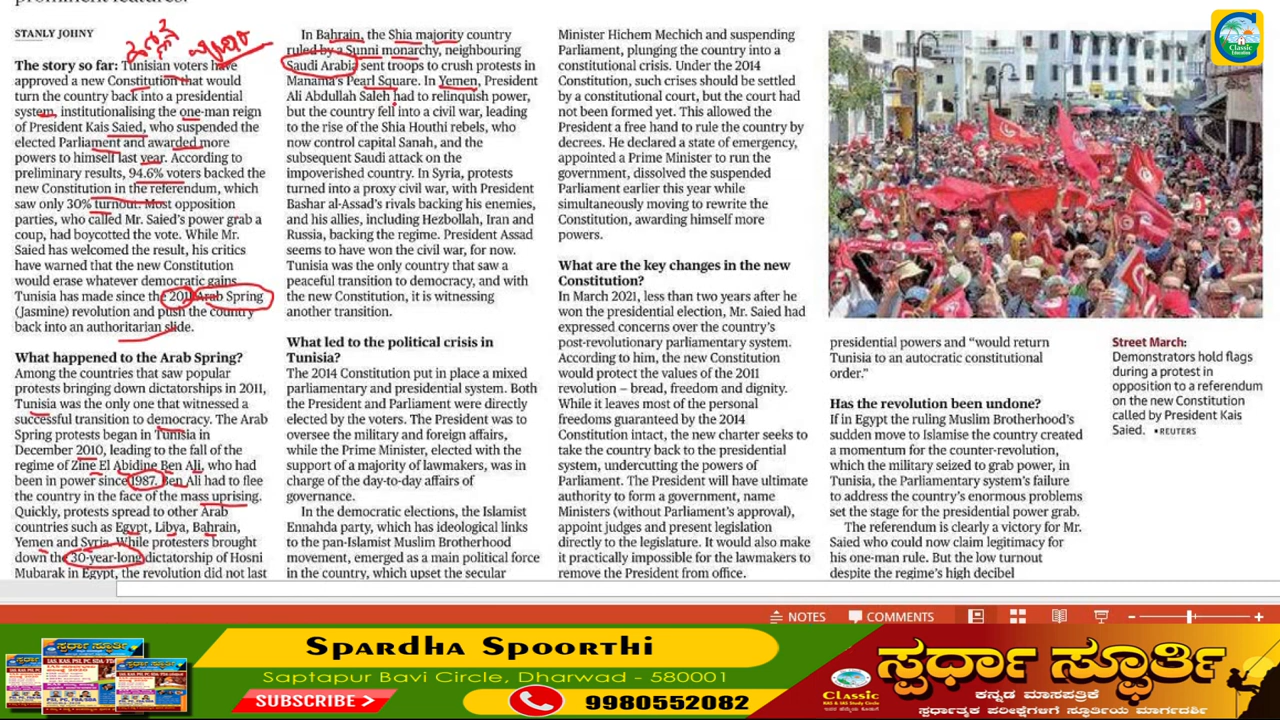 prominent features.
STANLY JOHNY
The story so far: Tunisian voters have
approved a new Constitution that would
turn the country back into a presidential
system, institutionalising the one-man reign
of President Kais Saied, who suspended the
elected Parliament and awarded more
powers to himself last year. According to
preliminary results, 94.6% voters backed the
new Constitution in the referendum, which
saw only 30% turnout. Most opposition
parties, who called Mr. Saied's power grab a
coup, had boycotted the vote. While Mr.
Saied has welcomed the result, his critics
have warned that the new Constitution
would erase whatever democratic gains
Tunisia has made since the 2011 Arab Spring
(Jasmine) revolution and push the country
back into an authoritarian slide.
What happened to the Arab Spring?
Among the countries that saw popular
protests bringing down dictatorships in 2011,
Tunisia was the only one that witnessed a
successful transition to democracy. The Arab
Spring protests began in Tunisia in
December 2010, leading to the fall of the
regime of Zine El Abidine Ben Ali, who had
been in power since 1987. Ben Ali had to flee
the country in the face of the mass uprising.
Quickly, protests spread to other Arab
countries such as Egypt, Libya, Bahrain,
Yemen and Syria. While protesters brought
down the 30-year-long dictatorship of Hosni
Mubarak in Egypt, the revolution did not last
In Bahrain, the Shia majority country
ruled by a Sunni monarchy, neighbouring
Saudi Arabia sent troops to crush protests in
Manama's Pearl Square. In Yemen, President
Ali Abdullah Saleh had to relinquish power,
but the country fell into a civil war, leading
to the rise of the Shia Houthi rebels, who
now control capital Sanah, and the
subsequent Saudi attack on the
impoverished country. In Syria, protests
turned into a proxy civil war, with President
Bashar al-Assad's rivals backing his enemies,
and his allies, including Hezbollah, Iran and
Russia, backing the regime. President Assad
seems to have won the civil war, for now.
Tunisia was the only country that saw a
peaceful transition to democracy, and with
the new Constitution, it is witnessing
another transition.
What led to the political crisis in
Tunisia?
The 2014 Constitution put in place a mixed
parliamentary and presidential system. Both
the President and Parliament were directly
elected by the voters. The President was to
oversee the military and foreign affairs,
while the Prime Minister, elected with the
support of a majority of lawmakers, was in
charge of the day-to-day affairs of
governance.
In the democratic elections, the Islamist
Ennahda party, which has ideological links
to the pan-Islamist Muslim Brotherhood
movement, emerged as a main political force
in the country, which upset the secular
Minister Hichem Mechich and suspending
Parliament, plunging the country into a
constitutional crisis. Under the 2014
Constitution, such crises should be settled
by a constitutional court, but the court had
not been formed yet. This allowed the
President a free hand to rule the country by
decrees. He declared a state of emergency,
appointed a Prime Minister to run the
government, dissolved the suspended
Parliament earlier this year while
simultaneously moving to rewrite the
Constitution, awarding himself more
powers.
What are the key changes in the new
Constitution?
In March 2021, less than two years after he
won the presidential election, Mr. Saied had
expressed concerns over the country's
post-revolutionary parliamentary system.
According to him, the new Constitution
would protect the values of the 2011
revolution – bread, freedom and dignity.
While it leaves most of the personal
freedoms guaranteed by the 2014
Constitution intact, the new charter seeks to
take the country back to the presidential
system, undercutting the powers of
Parliament. The President will have ultimate
authority to form a government, name
Ministers (without Parliament's approval),
appoint judges and present legislation
directly to the legislature. It would also make
it practically impossible for the lawmakers to
remove the President from office.
presidential powers and “would return
Tunisia to an autocratic constitutional
order.”
Has the revolution been undone?
If in Egypt the ruling Muslim Brotherhood's
sudden move to Islamise the country created
a momentum for the counter-revolution,
which the military seized to grab power, in
Tunisia, the Parliamentary system's failure
to address the country's enormous problems
set the stage for the presidential power grab.
The referendum is clearly a victory for Mr.
Saied who could now claim legitimacy for
his one-man rule. But the low turnout
despite the regime's high decibel
Street March:
Demonstrators hold flags
during a protest in
opposition to a referendum
on the new Constitution
called by President Kais
Saied. • REUTERS
Classic
Education
NOTES
COMMENTS
Spardha Spoorthi
Saptapur Bavi Circle, Dharwad - 580001
SUBSCRIBE
9980552082
ಸ್ಪರ್ಧಾ ಸ್ಫೂರ್ತಿ
ಕನ್ನಡ ಮಾಸಪತ್ರಿಕೆ
ಸ್ಪರ್ಧಾತ್ಮಕ ಪರೀಕ್ಷೆಗಳಿಗೆ ಸ್ಫೂರ್ತಿಯ ಮಾರ್ಗದರ್ಶಿ
Classic
KAS & IAS Study Circle